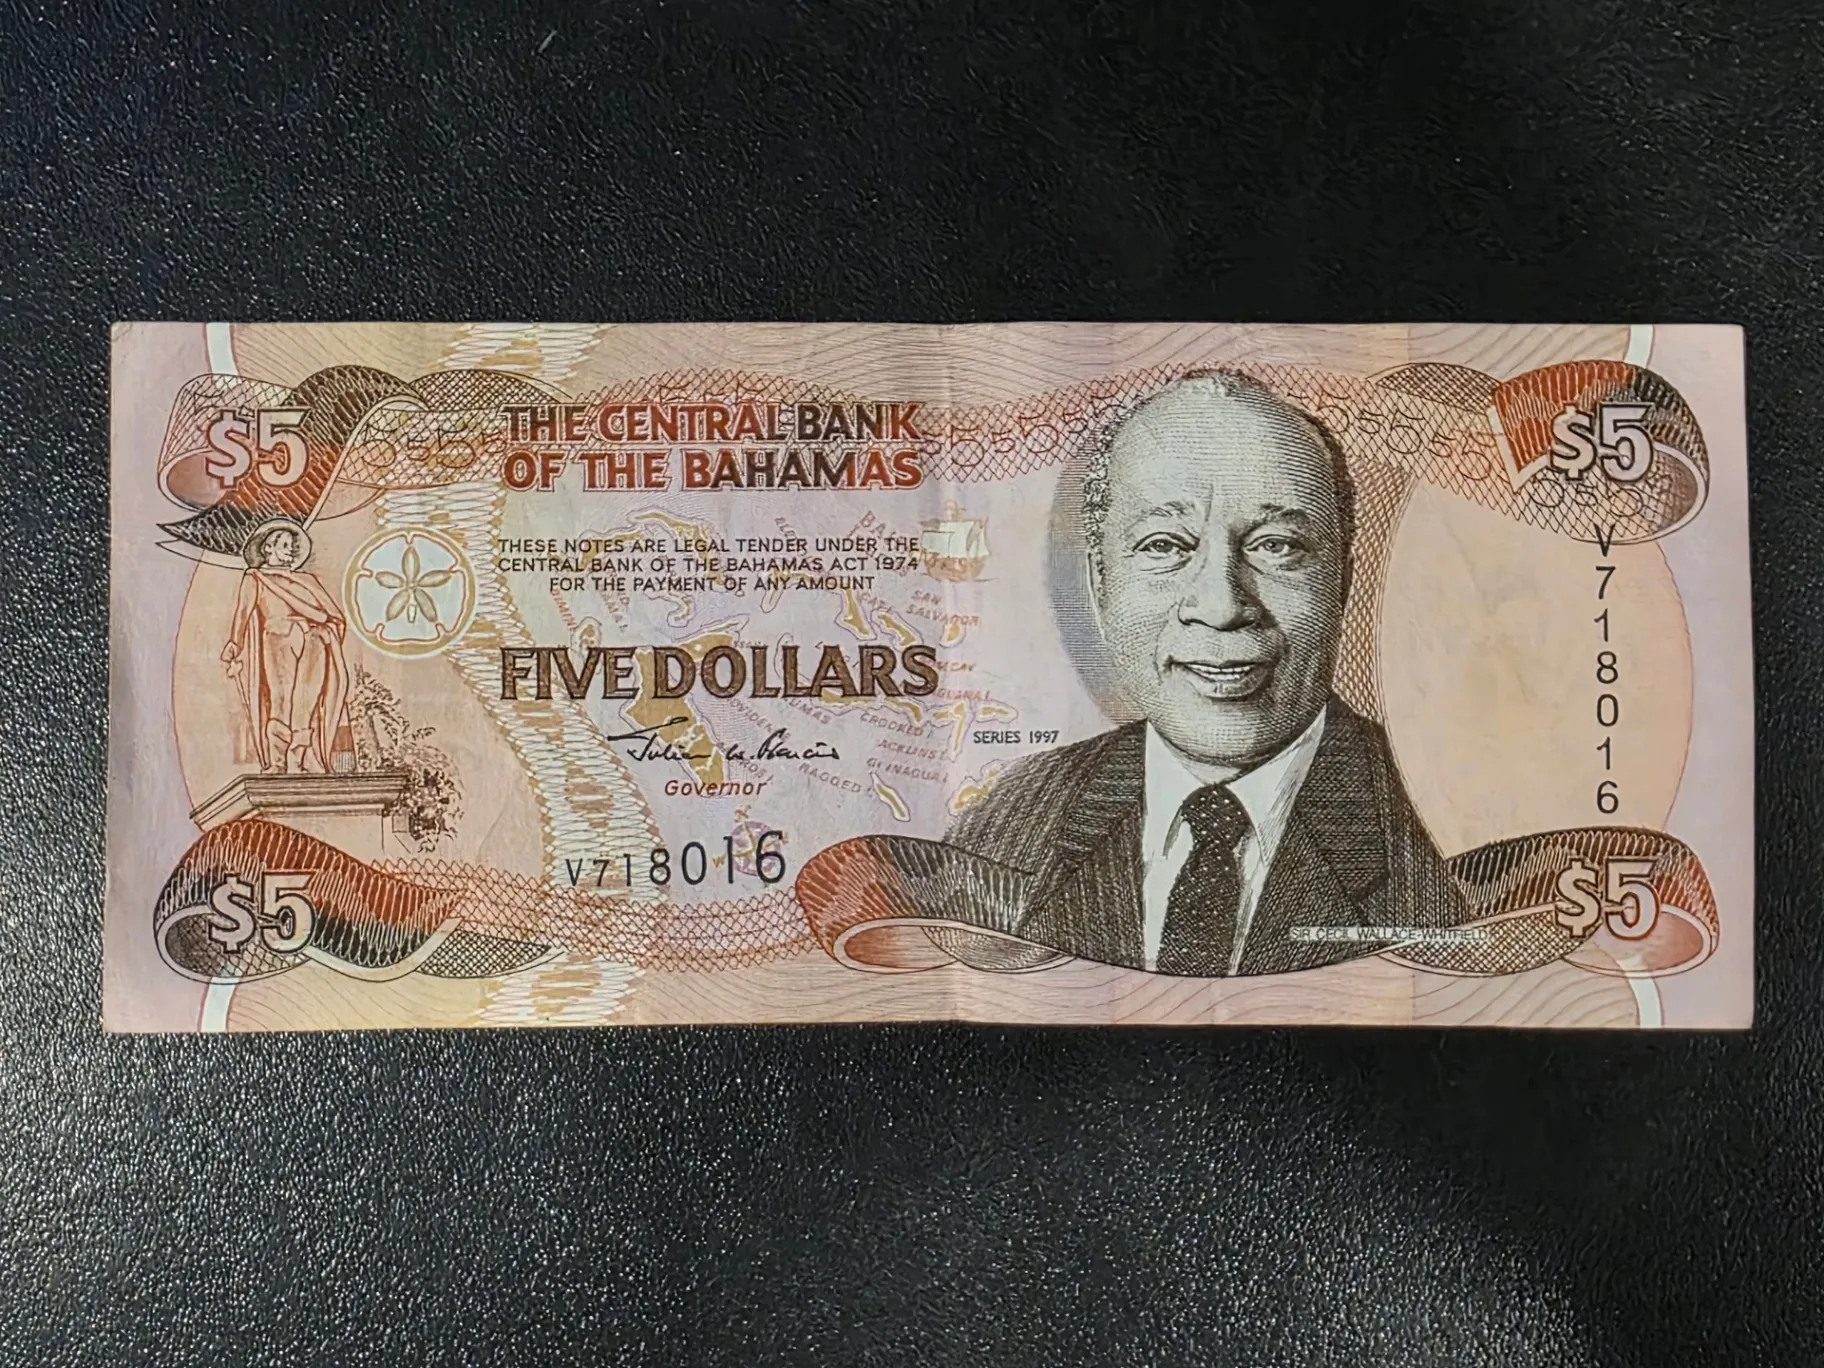 $5
THE CENTRAL BANK
OF THE BAHAMAS
$5
THESE NOTES ARE LEGAL TENDER UNDER THE
CENTRAL BANK OF THE BAHAMAS ACT 1974
FOR THE PAYMENT OF ANY AMOUNT
SAN
SALVADOR
FIVE DOLLARS
CROOKED I.
ACKLINS I.
RAGGED I.
SERIES 1997
Governor
V718016
V718016
$5
SIR CECIL WALLACE-WHITFIELD
$5